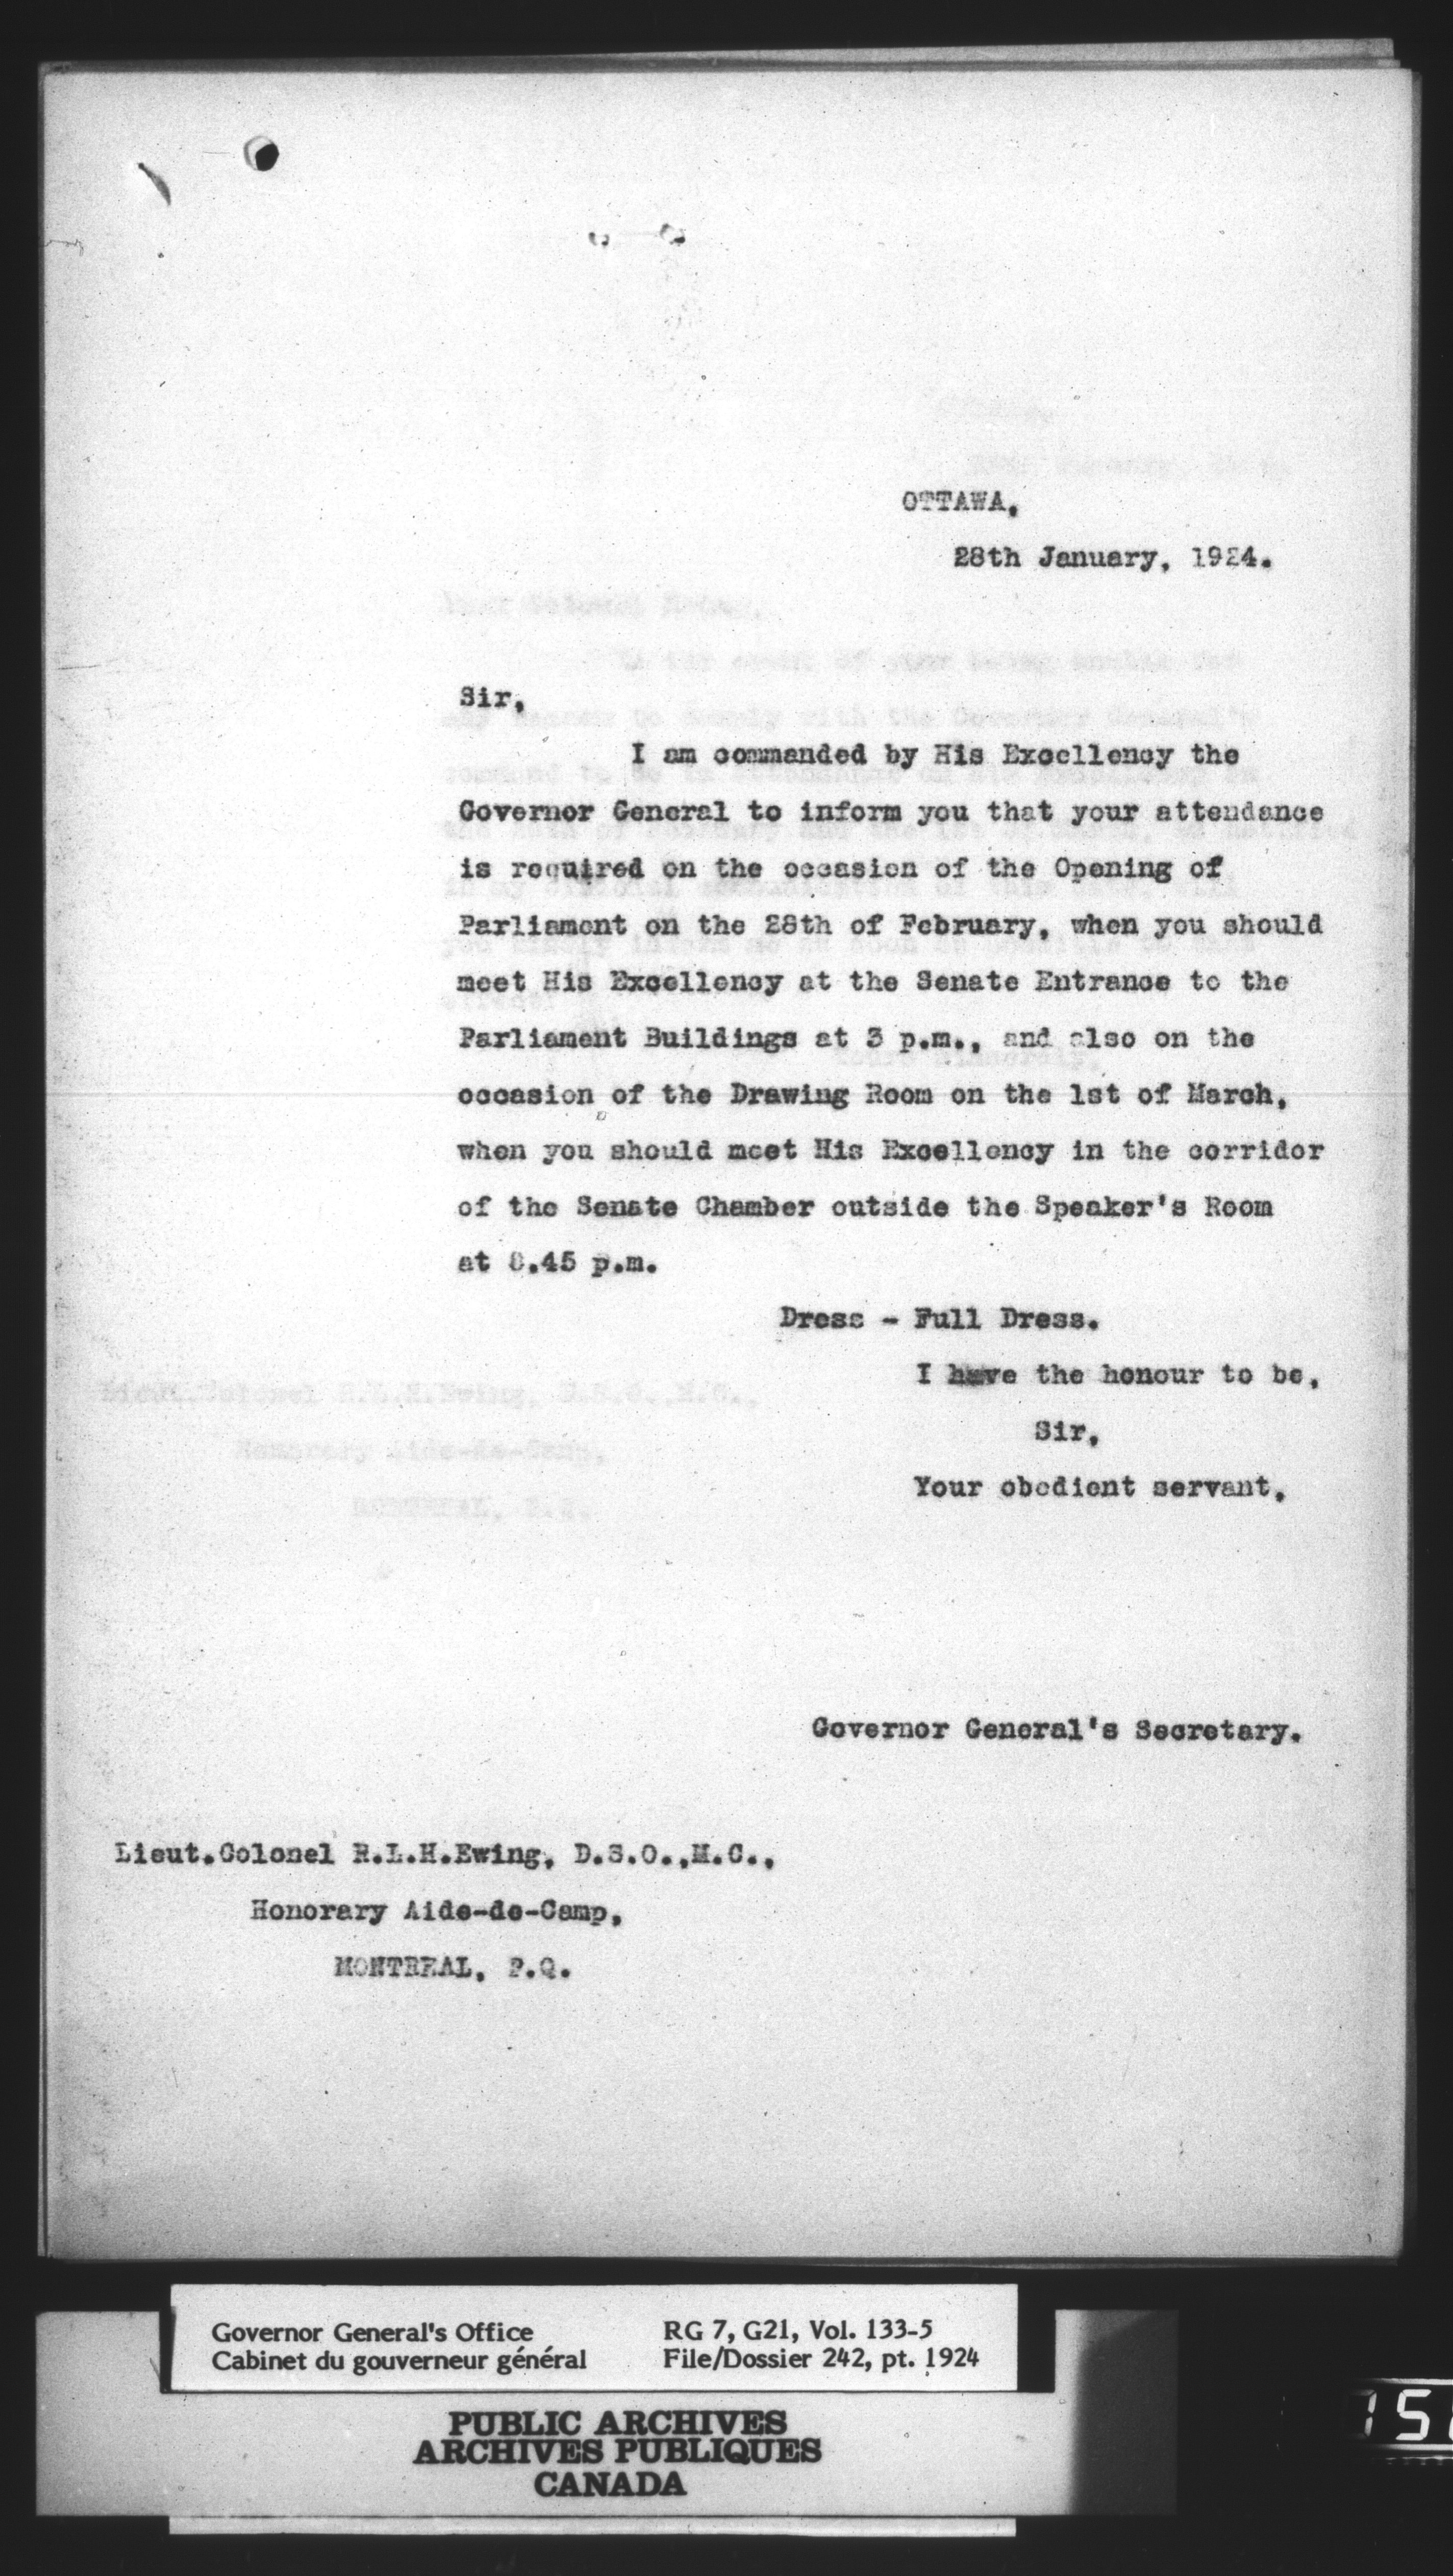 OTTAWA,
28th January, 1924.
Sir,
I am commanded by His Excellency the
Governor General to inform you that your attendance
is required on the occasion of the Opening of
Parliament on the 28th of February, when you should
meet His Excellency at the Senate Entrance to the
Parliament Buildings at 3 p.m., and also on the
occasion of the Drawing Room on the 1st of March,
when you should meet His Excellency in the corridor
of the Senate Chamber outside the Speaker's Room
at 8.45 p.m.
Dress - Full Dress.
I have the honour to be,
Sir,
Your obedient servant,
Governor General's Secretary.
Lieut.Colonel R.L.H.Ewing, D.S.O.,M.C.,
Honorary Aide-de-Camp,
MONTREAL, P.Q.
Governor General's Office
Cabinet du gouverneur général
RG 7, G21, Vol. 133-5
File/Dossier 242, pt. 1924
PUBLIC ARCHIVES
ARCHIVES PUBLIQUES
CANADA